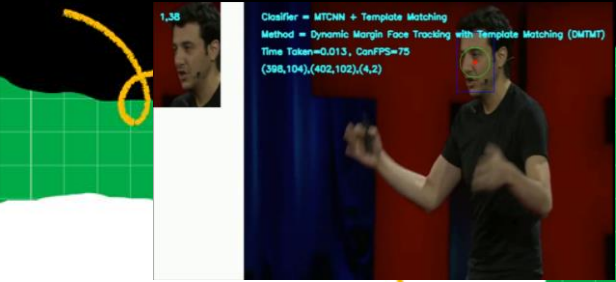 1,38
Clasifier = MTCNN + Template Matching
Method = Dynamic Margin Face Tracking with Template Matching (DMTMT)
Time Taken=0.013, CanFPS=75
(398,104),(402,102),(4,2)